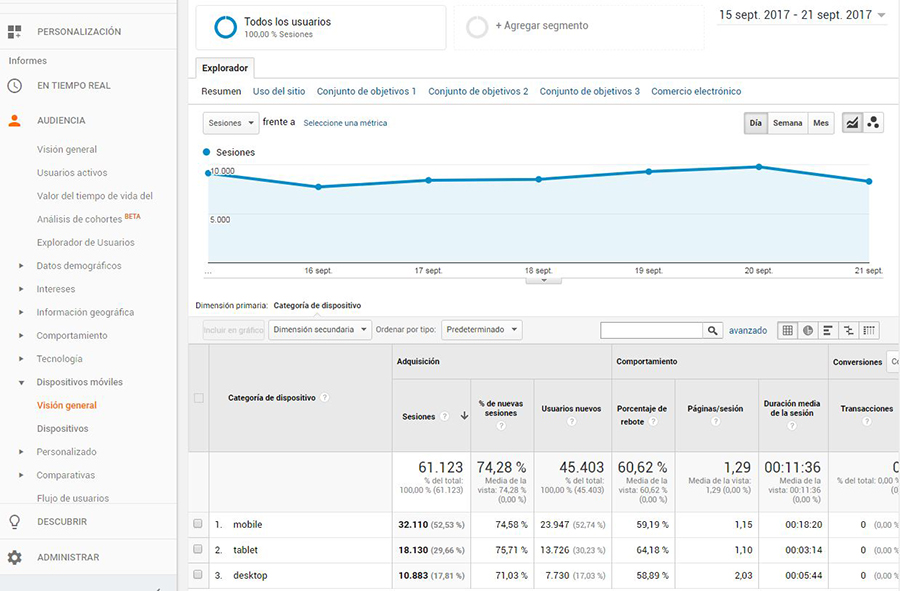 PERSONALIZACIÓN
Informes
EN TIEMPO REAL
AUDIENCIA
Visión general
Usuarios activos
Valor del tiempo de vida del
Análisis de cohortes BETA
Explorador de Usuarios
Datos demográficos
Intereses
Información geográfica
Comportamiento
Tecnología
Dispositivos móviles
Visión general
Dispositivos
Personalizado
Comparativas
Flujo de usuarios
DESCUBRIR
ADMINISTRAR
Todos los usuarios
100,00 % Sesiones
+ Agregar segmento
15 sept. 2017 - 21 sept. 2017
Explorador
Resumen Uso del sitio Conjunto de objetivos 1 Conjunto de objetivos 2 Conjunto de objetivos 3 Comercio electrónico
Sesiones frente a Seleccione una métrica
Día Semana Mes
Sesiones
10.000
5.000
... 16 sept. 17 sept. 18 sept. 19 sept. 20 sept. 21 sept.
Dimensión primaria: Categoría de dispositivo
Incluir en gráfico Dimensión secundaria Ordenar por tipo: Predeterminado avanzado
Adquisición Comportamiento Conversiones
Categoría de dispositivo ?
Sesiones ? % de nuevas sesiones ? Usuarios nuevos ? Porcentaje de rebote ? Páginas/sesión ? Duración media de la sesión ? Transacciones ?
61.123 74,28 % 45.403 60,62 % 1,29 00:11:36 0
% del total: Media de la % del total: Media de la Media de la Media de la % del total: 0,00 %
100,00 % (61.123) vista: 74,28 % 100,00 % (45.403) vista: 60,62 % vista: 1,29 (0,00 %) vista: 00:11:36
(0,00 %) (0,00 %) (0,00 %)
1. mobile 32.110 (52,53 %) 74,58 % 23.947 (52,74 %) 59,19 % 1,15 00:18:20 0 (0,00 %
2. tablet 18.130 (29,66 %) 75,71 % 13.726 (30,23 %) 64,18 % 1,10 00:03:14 0 (0,00 %
3. desktop 10.883 (17,81 %) 71,03 % 7.730 (17,03 %) 58,89 % 2,03 00:05:44 0 (0,00 %